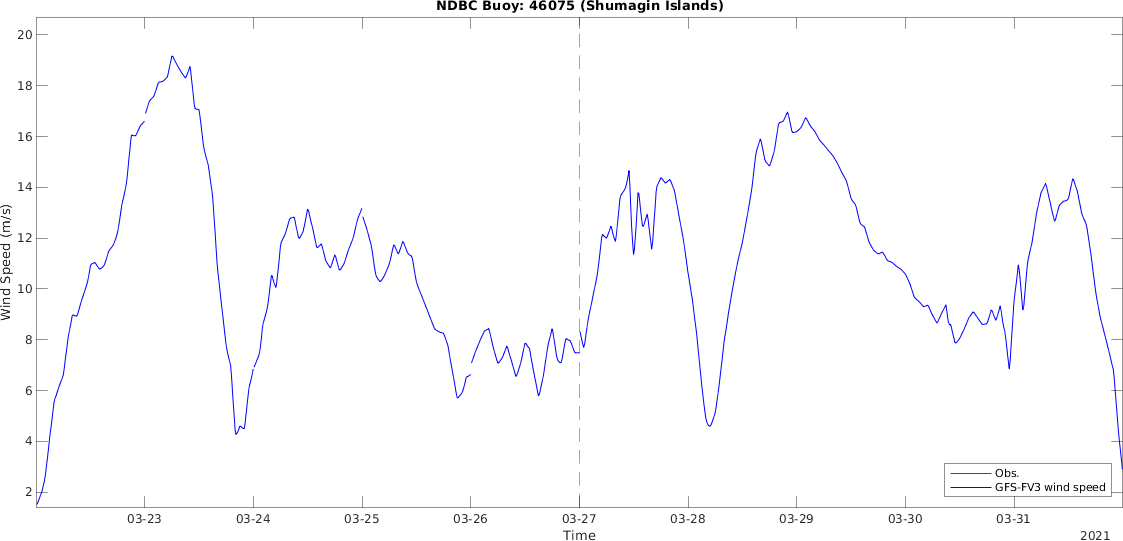 NDBC Buoy: 46075 (Shumagin Islands)
20
18
16
14
12
10
8
6
4
2
Wind Speed (m/s)
Obs.
GFS-FV3 wind speed
03-23 03-24 03-25 03-26 03-27 03-28 03-29 03-30 03-31
Time
2021